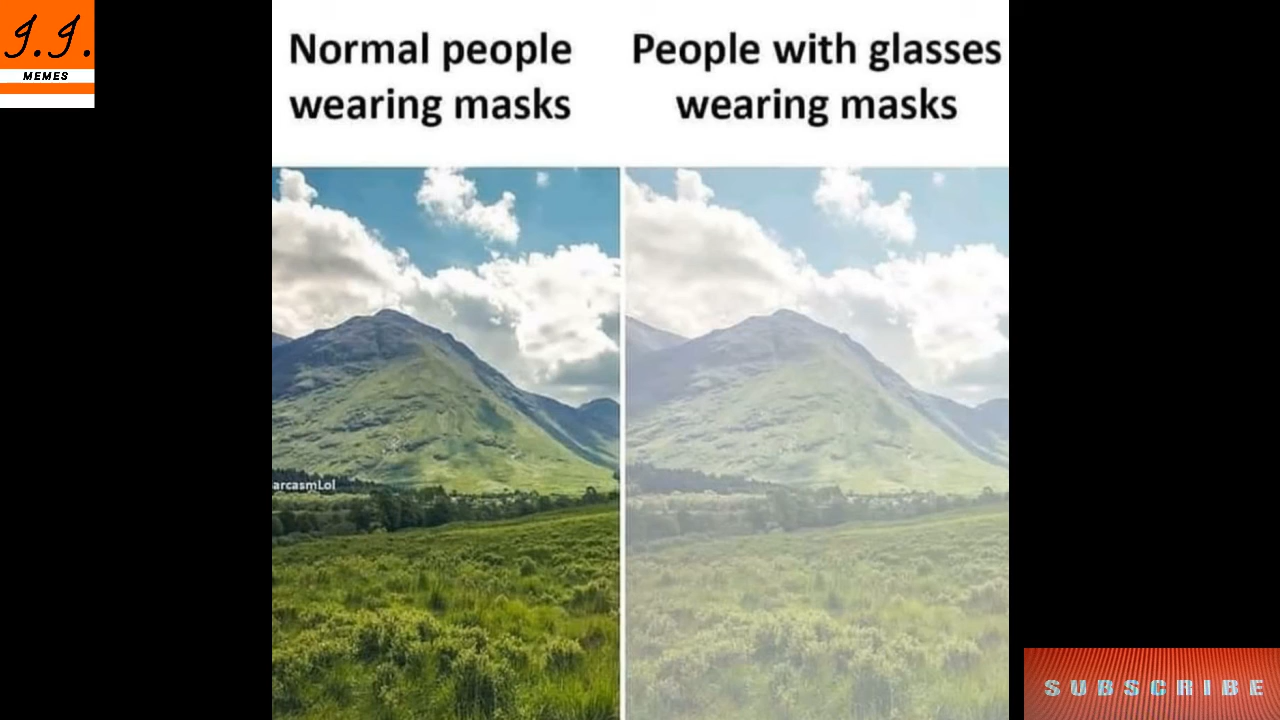 J.J.
MEMES
Normal people
wearing masks
People with glasses
wearing masks
arcasmLol
SUBSCRIBE